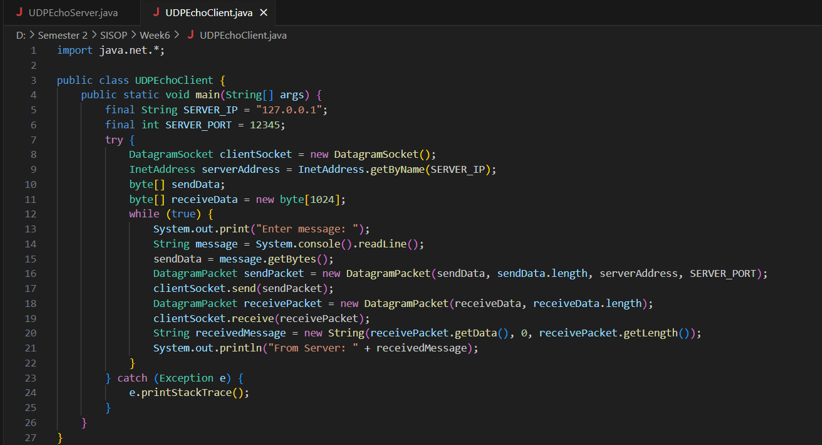 UDPEchoServer.java
UDPEchoClient.java
D: > Semester 2 > SISOP > Week6 > UDPEchoClient.java
1 import java.net.*;
2
3 public class UDPEchoClient {
4     public static void main(String[] args) {
5         final String SERVER_IP = "127.0.0.1";
6         final int SERVER_PORT = 12345;
7         try {
8             DatagramSocket clientSocket = new DatagramSocket();
9             InetAddress serverAddress = InetAddress.getByName(SERVER_IP);
10             byte[] sendData;
11             byte[] receiveData = new byte[1024];
12             while (true) {
13                 System.out.print("Enter message: ");
14                 String message = System.console().readLine();
15                 sendData = message.getBytes();
16                 DatagramPacket sendPacket = new DatagramPacket(sendData, sendData.length, serverAddress, SERVER_PORT);
17                 clientSocket.send(sendPacket);
18                 DatagramPacket receivePacket = new DatagramPacket(receiveData, receiveData.length);
19                 clientSocket.receive(receivePacket);
20                 String receivedMessage = new String(receivePacket.getData(), 0, receivePacket.getLength());
21                 System.out.println("From Server: " + receivedMessage);
22             }
23         } catch (Exception e) {
24             e.printStackTrace();
25         }
26     }
27 }